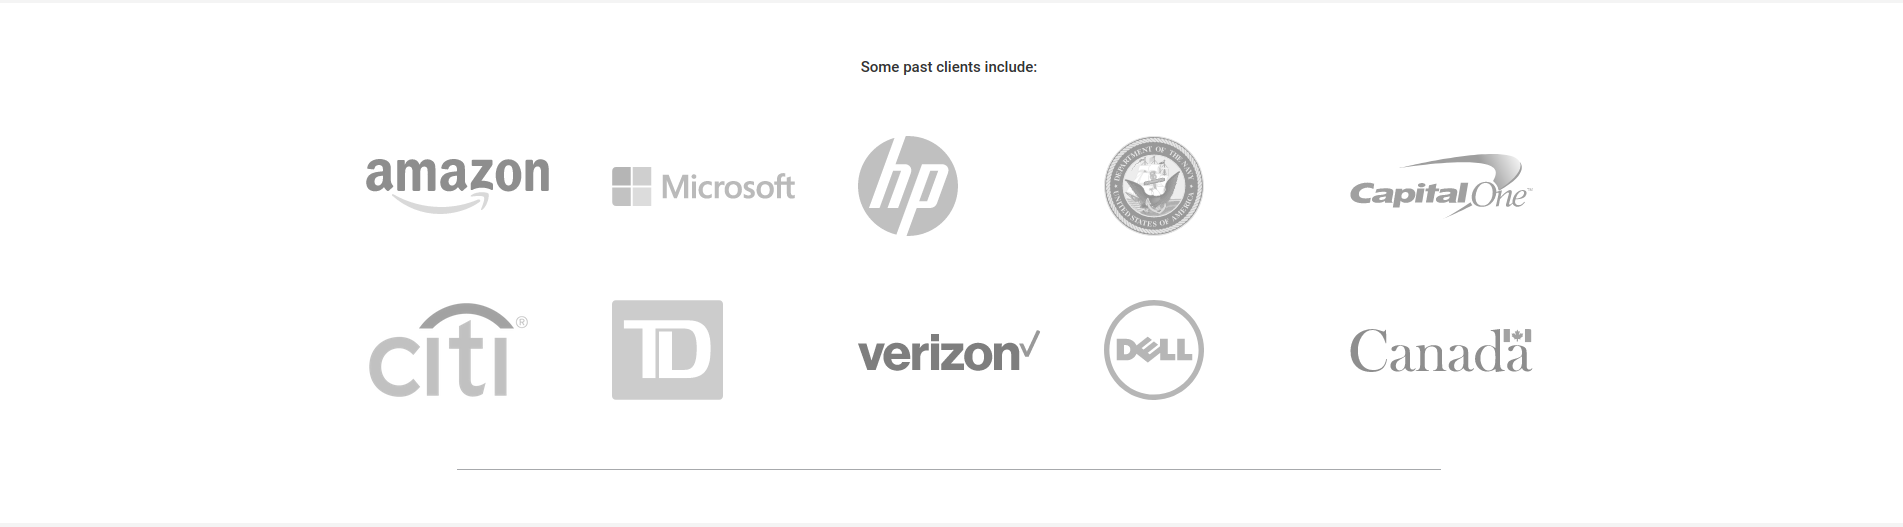 Some past clients include:
amazon
Microsoft
hp
DEPARTMENT OF THE NAVY
UNITED STATES OF AMERICA
Capital One™
citi®
TD
verizon✓
DELL
Canada